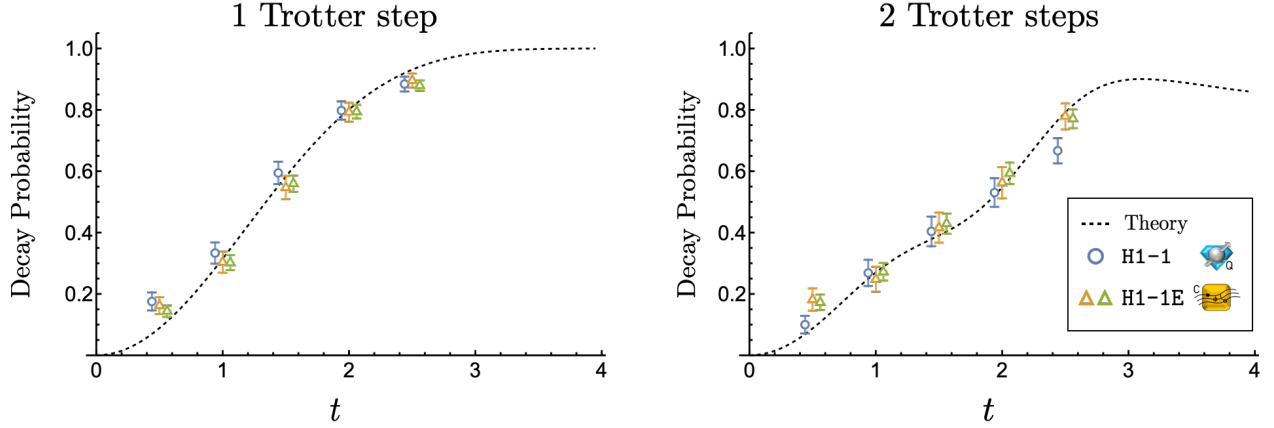 1 Trotter step
Decay Probability
1.0
0.8
0.6
0.4
0.2
0
1
2
3
4
t
2 Trotter steps
Decay Probability
1.0
0.8
0.6
0.4
0.2
0
1
2
3
4
t
Theory
H1-1
Q
H1-1E
C